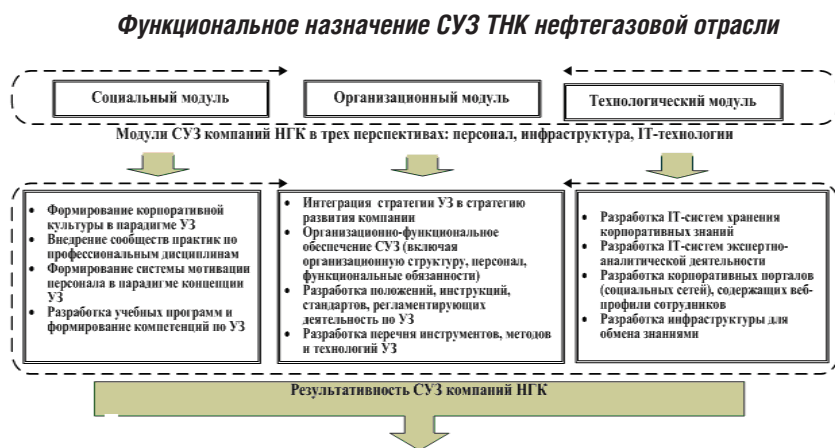 Функциональное назначение СУЗ ТНК нефтегазовой отрасли
Социальный модуль
Организационный модуль
Технологический модуль
Модули СУЗ компаний НГК в трех перспективах: персонал, инфраструктура, IT-технологии
• Формирование корпоративной
культуры в парадигме УЗ
• Внедрение сообществ практик по
профессиональным дисциплинам
• Формирование системы мотивации
персонала в парадигме концепции
УЗ
• Разработка учебных программ и
формирование компетенций по УЗ
• Интеграция стратегии УЗ в стратегию
развития компании
• Организационно-функциональное
обеспечение СУЗ (включая
организационную структуру, персонал,
функциональные обязанности)
• Разработка положений, инструкций,
стандартов, регламентирующих
деятельность по УЗ
• Разработка перечня инструментов, методов
и технологий УЗ
• Разработка IT-систем хранения
корпоративных знаний
• Разработка IT-систем экспертно-
аналитической деятельности
• Разработка корпоративных порталов
(социальных сетей), содержащих веб-
профили сотрудников
• Разработка инфраструктуры для
обмена знаниями
Результативность СУЗ компаний НГК